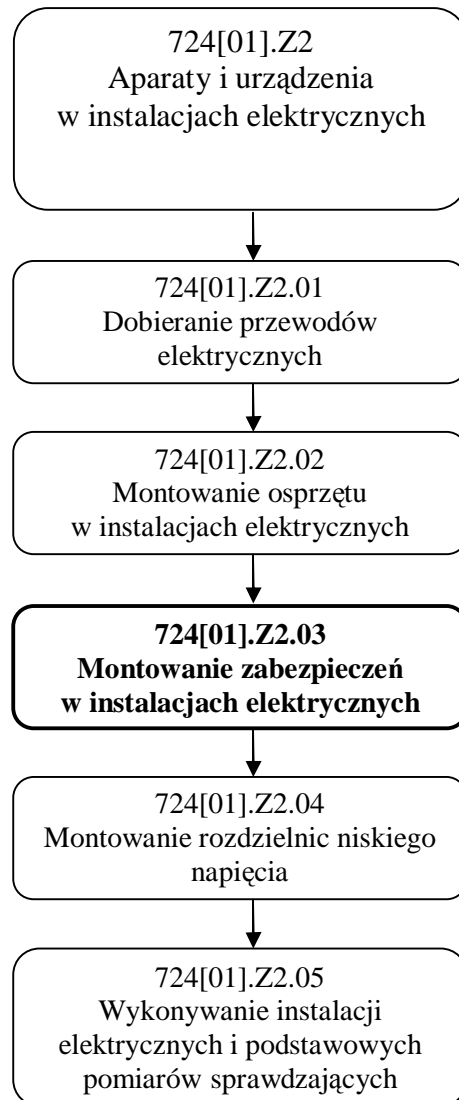 724[01].Z2
Aparaty i urządzenia
w instalacjach elektrycznych
724[01].Z2.01
Dobieranie przewodów
elektrycznych
724[01].Z2.02
Montowanie osprzętu
w instalacjach elektrycznych
724[01].Z2.03
Montowanie zabezpieczeń
w instalacjach elektrycznych
724[01].Z2.04
Montowanie rozdzielnic niskiego
napięcia
724[01].Z2.05
Wykonywanie instalacji
elektrycznych i podstawowych
pomiarów sprawdzających